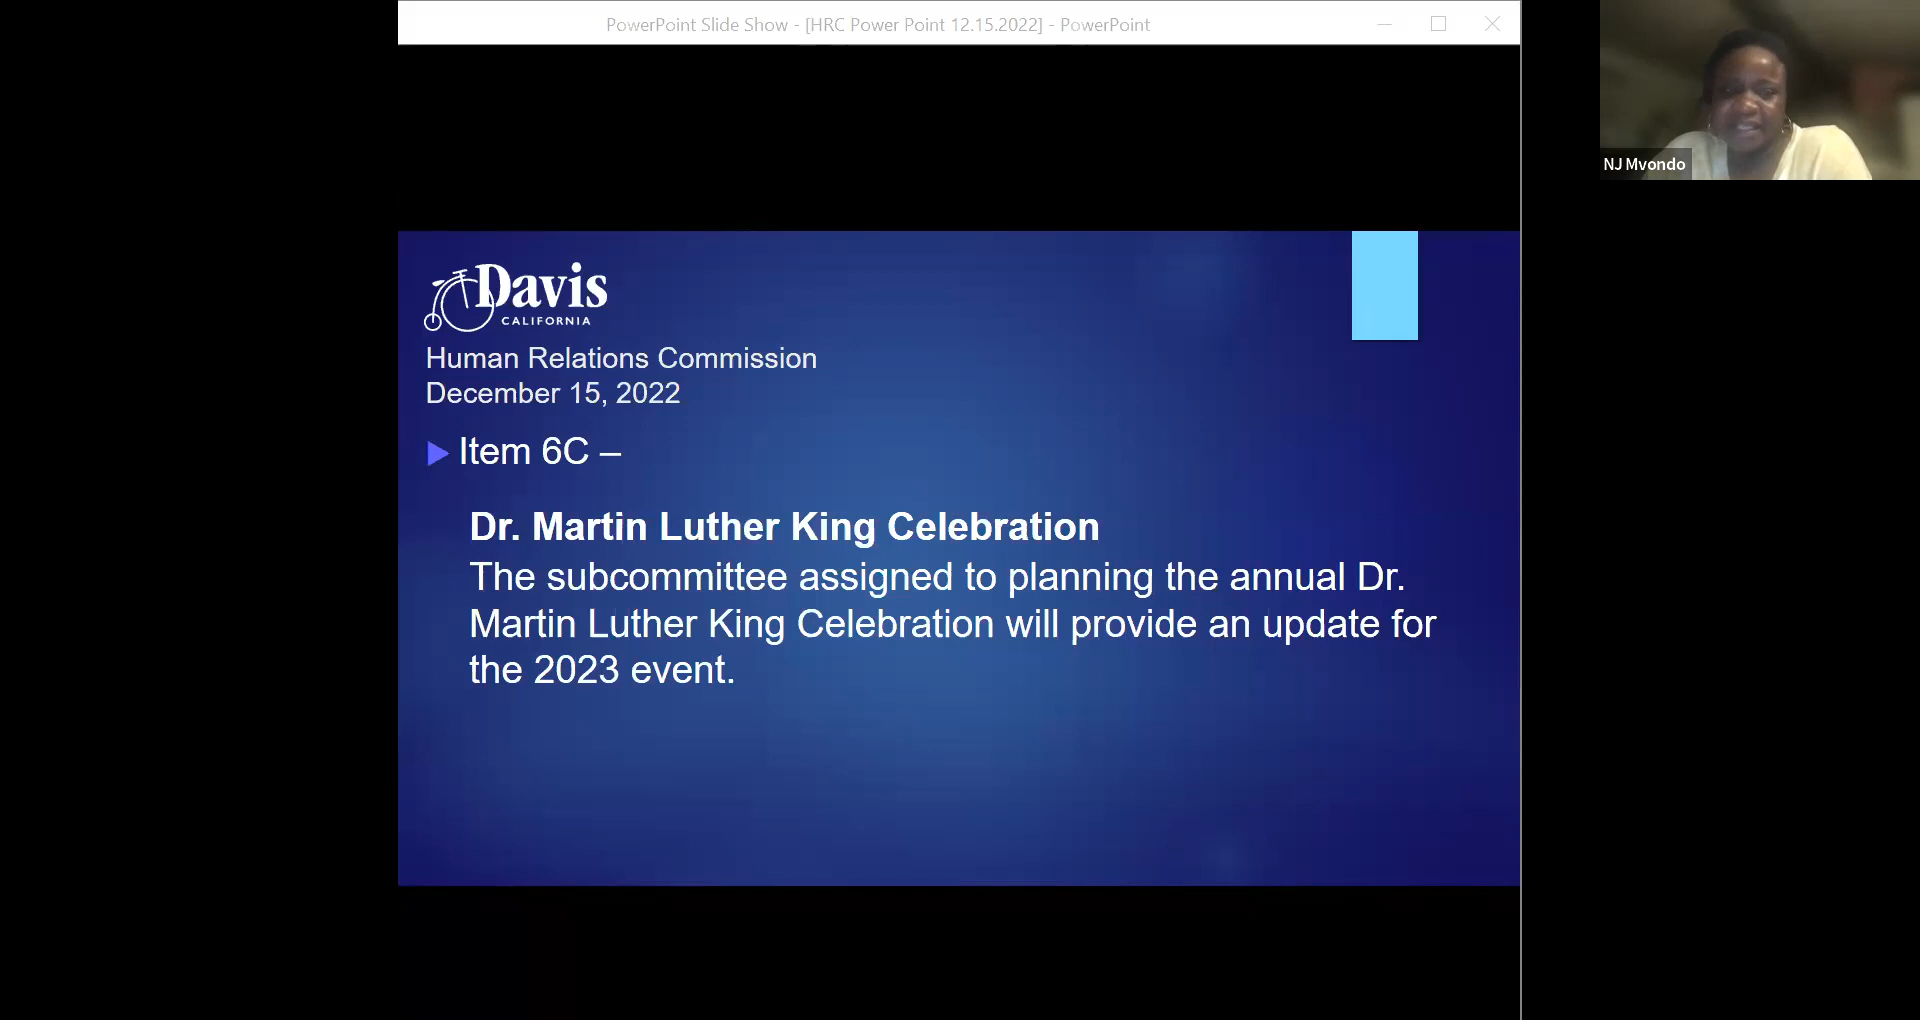 PowerPoint Slide Show - [HRC Power Point 12.15.2022] - PowerPoint
NJ Mvondo
Davis
CALIFORNIA
Human Relations Commission
December 15, 2022
Item 6C –
Dr. Martin Luther King Celebration
The subcommittee assigned to planning the annual Dr.
Martin Luther King Celebration will provide an update for
the 2023 event.